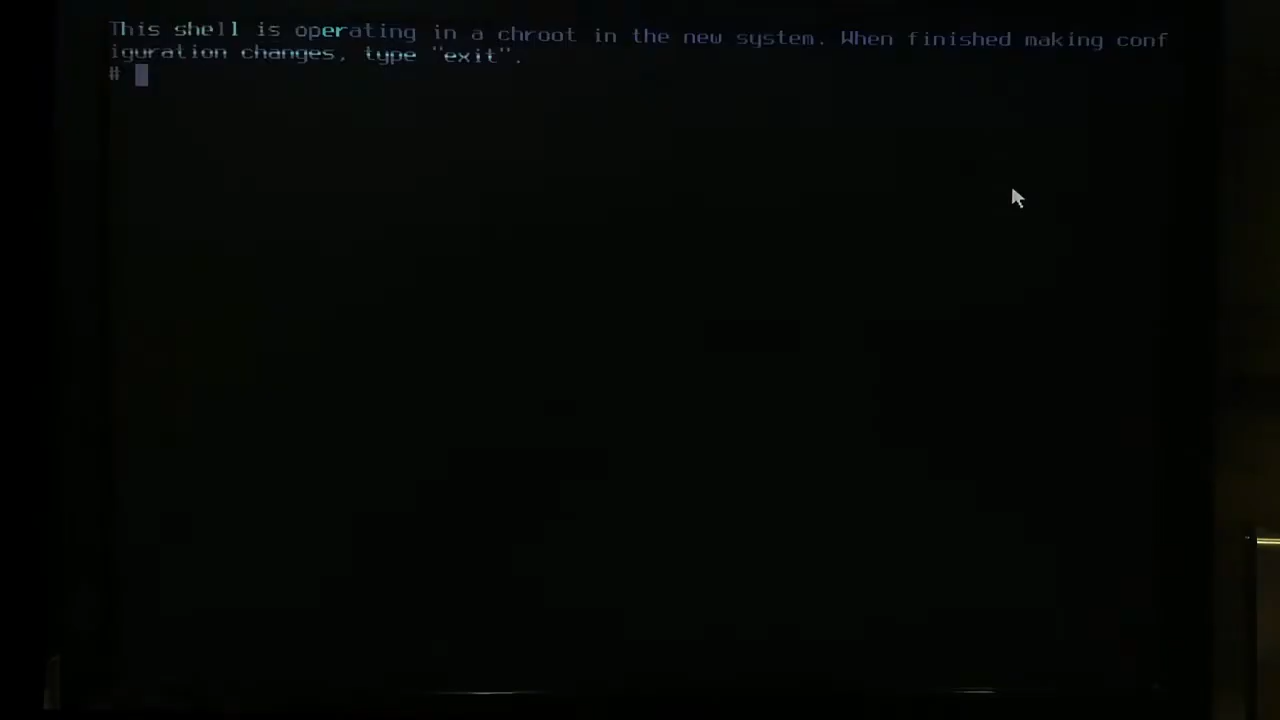 This shell is operating in a chroot in the new system. When finished making conf
iguration changes, type "exit".
#